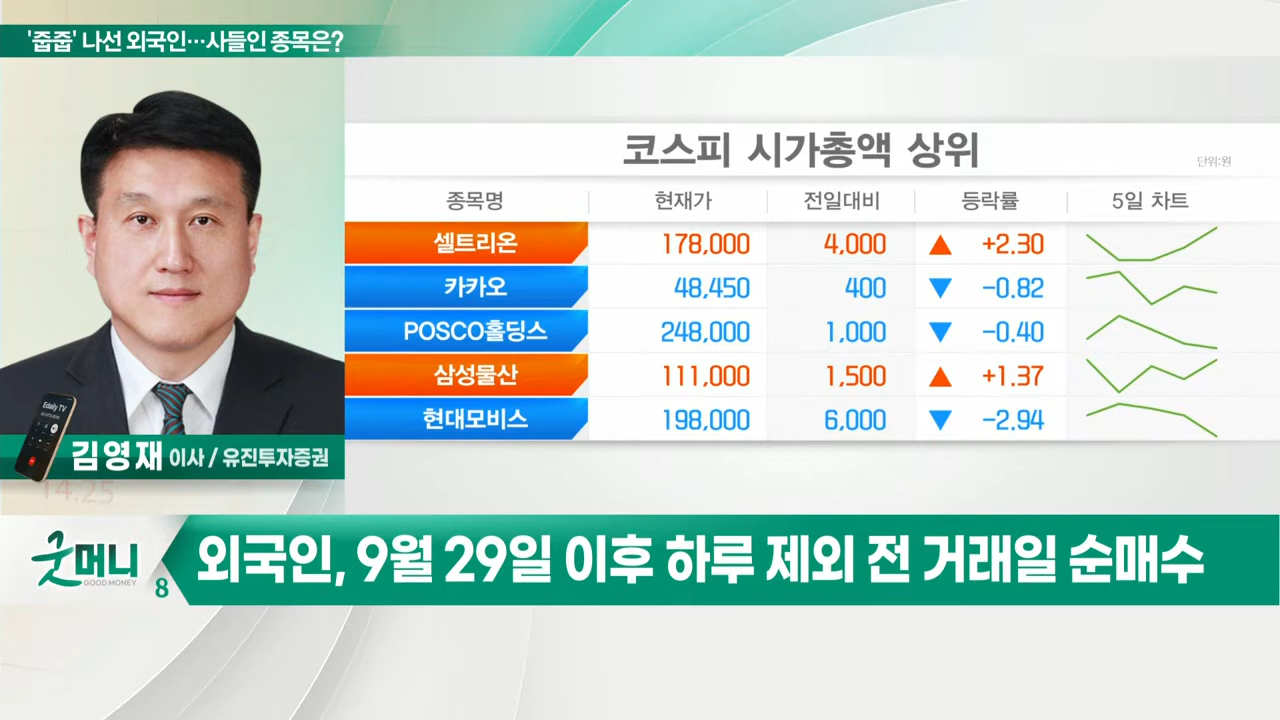 '줍줍' 나선 외국인…사들인 종목은?
코스피 시가총액 상위
단위:원
종목명 현재가 전일대비 등락률 5일 차트
셀트리온 178,000 4,000 ▲ +2.30
카카오 48,450 400 ▼ -0.82
POSCO홀딩스 248,000 1,000 ▼ -0.40
삼성물산 111,000 1,500 ▲ +1.37
현대모비스 198,000 6,000 ▼ -2.94
Edaily TV
김영재 이사 / 유진투자증권
14.25
굿머니
GOOD MONEY
8
외국인, 9월 29일 이후 하루 제외 전 거래일 순매수